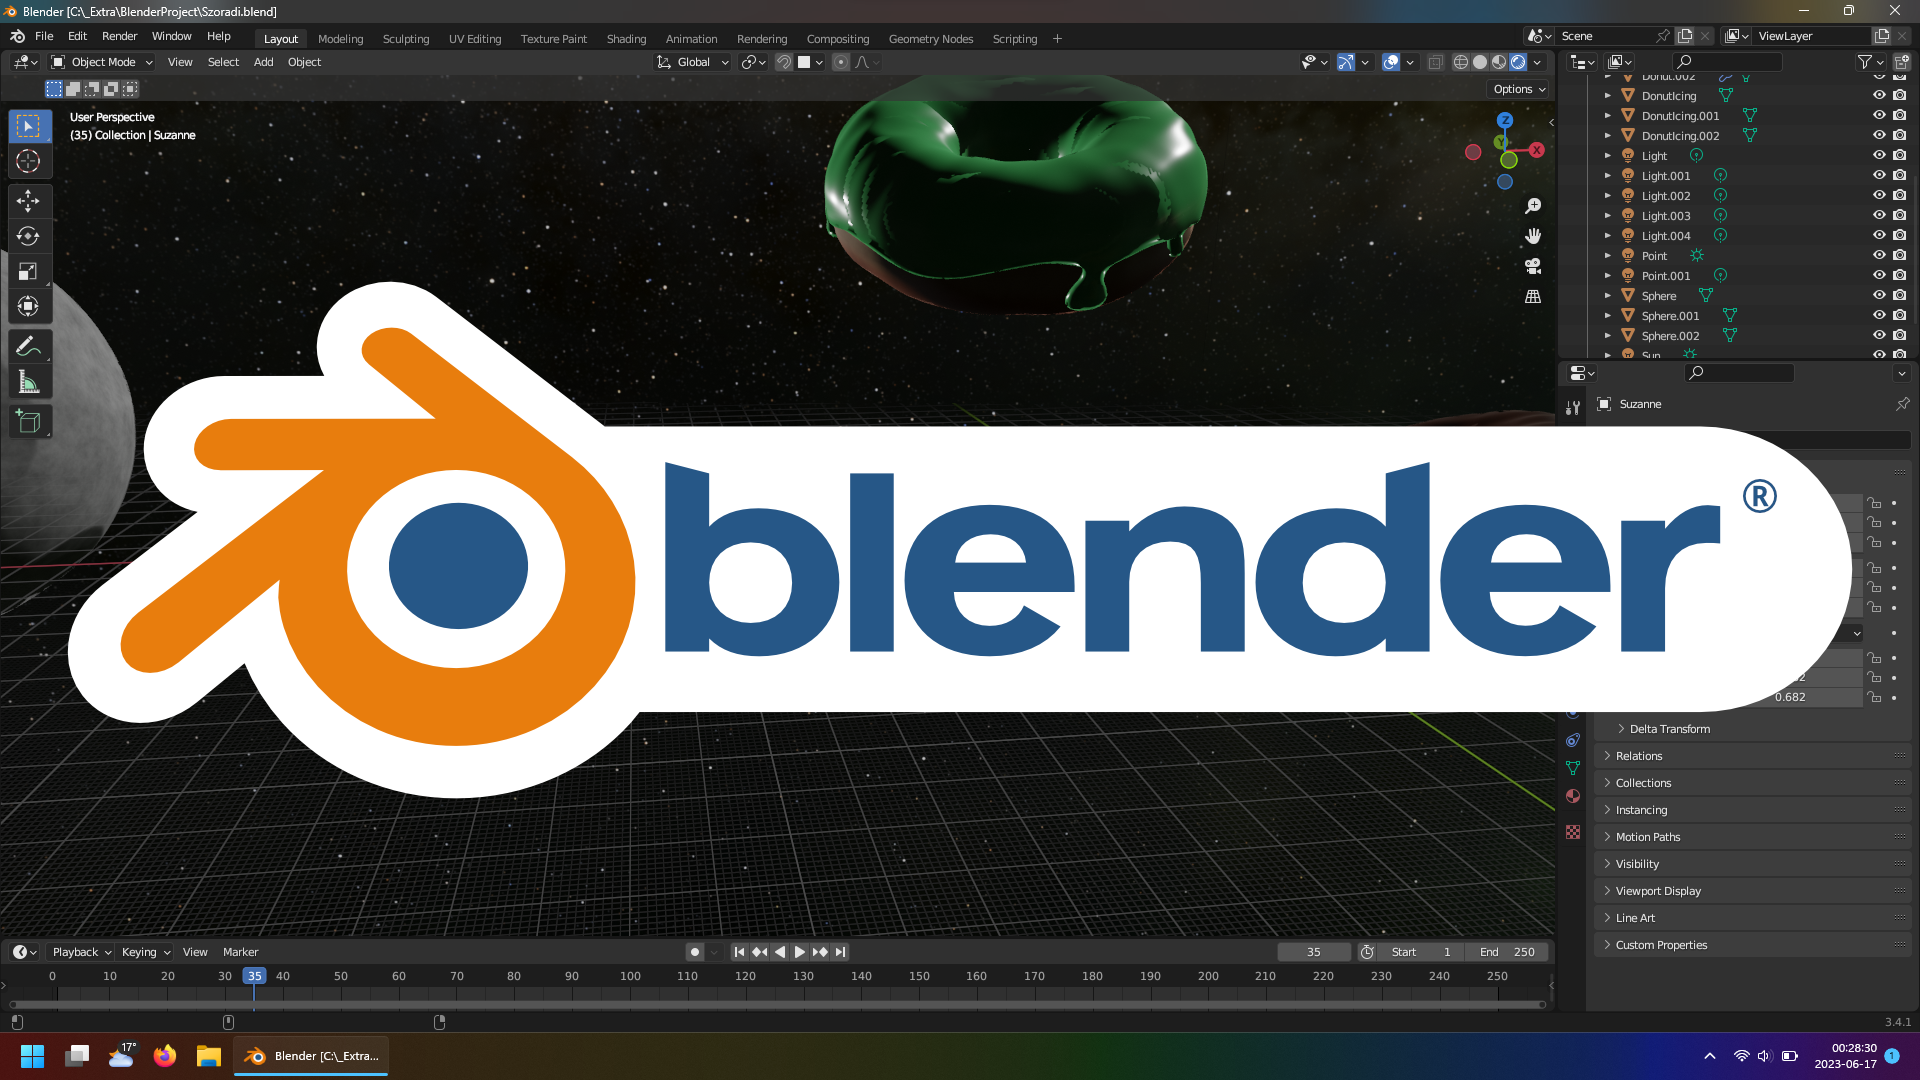 Blender [C:\_Extra\BlenderProject\Szoradi.blend]
File Edit Render Window Help Layout Modeling Sculpting UV Editing Texture Paint Shading Animation Rendering Compositing Geometry Nodes Scripting + Scene ViewLayer
Object Mode View Select Add Object Global
Options
User Perspective
(35) Collection | Suzanne
Z
Y
X
Donut.002
DonutIcing
DonutIcing.001
DonutIcing.002
Light
Light.001
Light.002
Light.003
Light.004
Point
Point.001
Sphere
Sphere.001
Sphere.002
Sun
Suzanne
blender ®
0.682
Delta Transform
Relations
Collections
Instancing
Motion Paths
Visibility
Viewport Display
Line Art
Custom Properties
Playback Keying View Marker 35 Start 1 End 250
0 10 20 30 35 40 50 60 70 80 90 100 110 120 130 140 150 160 170 180 190 200 210 220 230 240 250
3.4.1
17°
Blender [C:\_Extra...
00:28:30
2023-06-17
1